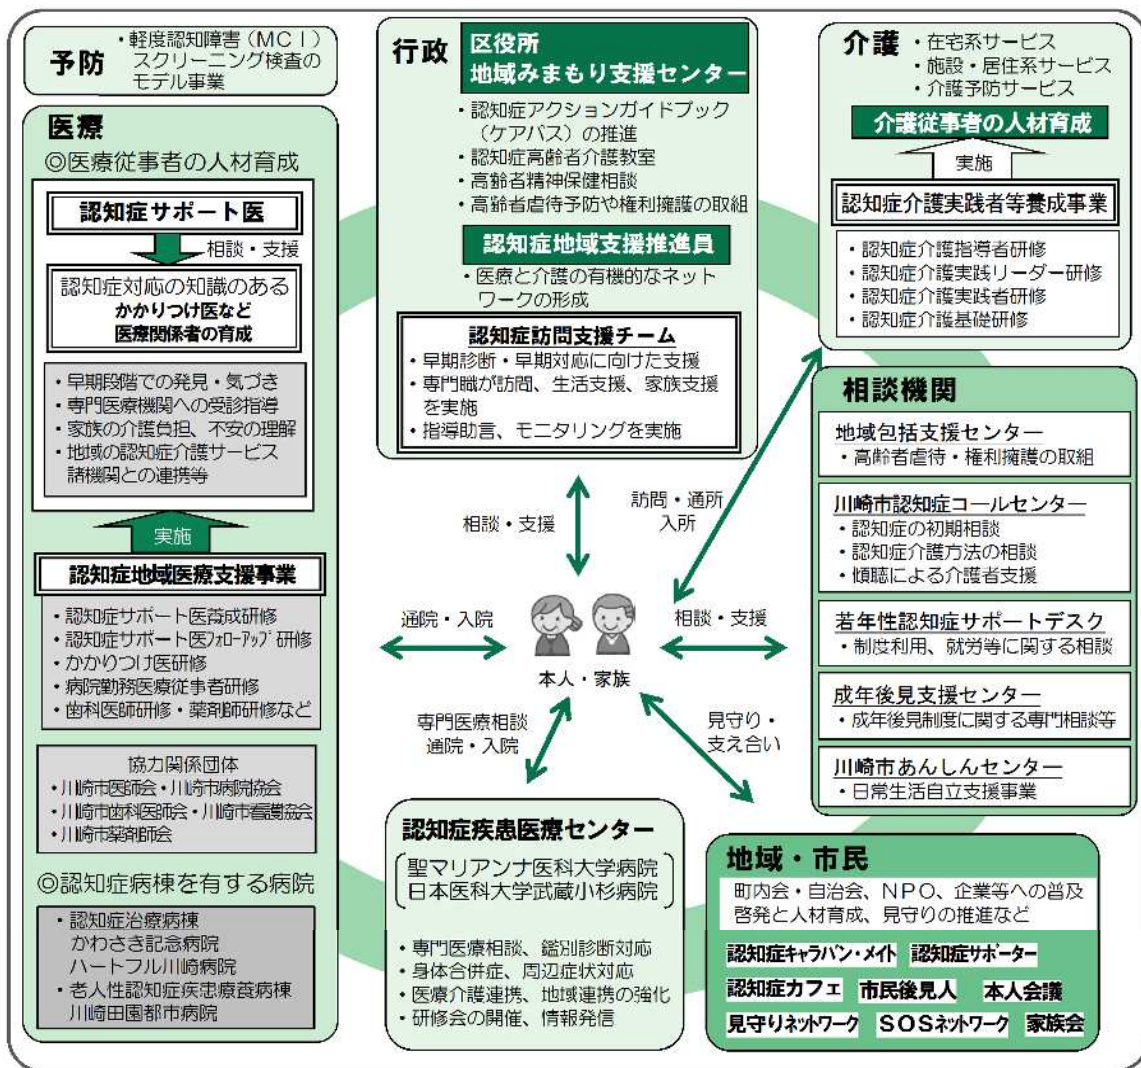 予防
・軽度認知障害（MCI）
スクリーニング検査の
モデル事業
医療
◎医療従事者の人材育成
認知症サポート医
相談・支援
認知症対応の知識のある
かかりつけ医など
医療関係者の育成
・早期段階での発見・気づき
・専門医療機関への受診指導
・家族の介護負担、不安の理解
・地域の認知症介護サービス
諸機関との連携等
実施
認知症地域医療支援事業
・認知症サポート医養成研修
・認知症サポート医フォローアップ研修
・かかりつけ医研修
・病院勤務医療従事者研修
・歯科医師研修・薬剤師研修など
協力関係団体
・川崎市医師会・川崎市病院協会
・川崎市歯科医師会・川崎市看護協会
・川崎市薬剤師会
◎認知症病棟を有する病院
・認知症治療病棟
かわさき記念病院
ハートフル川崎病院
・老人性認知症疾患療養病棟
川崎田園都市病院
行政
区役所
地域みまもり支援センター
・認知症アクションガイドブック
（ケアパス）の推進
・認知症高齢者介護教室
・高齢者精神保健相談
・高齢者虐待予防や権利擁護の取組
認知症地域支援推進員
・医療と介護の有機的なネット
ワークの形成
認知症訪問支援チーム
・早期診断・早期対応に向けた支援
・専門職が訪問、生活支援、家族支援
を実施
・指導助言、モニタリングを実施
介護
・在宅系サービス
・施設・居住系サービス
・介護予防サービス
介護従事者の人材育成
実施
認知症介護実践者等養成事業
・認知症介護指導者研修
・認知症介護実践リーダー研修
・認知症介護実践者研修
・認知症介護基礎研修
相談機関
地域包括支援センター
・高齢者虐待・権利擁護の取組
川崎市認知症コールセンター
・認知症の初期相談
・認知症介護方法の相談
・傾聴による介護者支援
若年性認知症サポートデスク
・制度利用、就労等に関する相談
成年後見支援センター
・成年後見制度に関する専門相談等
川崎市あんしんセンター
・日常生活自立支援事業
相談・支援
訪問・通所
入所
通院・入院
相談・支援
本人・家族
専門医療相談
通院・入院
見守り・
支え合い
認知症疾患医療センター
聖マリアンナ医科大学病院
日本医科大学武蔵小杉病院
・専門医療相談、鑑別診断対応
・身体合併症、周辺症状対応
・医療介護連携、地域連携の強化
・研修会の開催、情報発信
地域・市民
町内会・自治会、NPO、企業等への普及
啓発と人材育成、見守りの推進など
認知症キャラバン・メイト 認知症サポーター
認知症カフェ 市民後見人 本人会議
見守りネットワーク SOSネットワーク 家族会